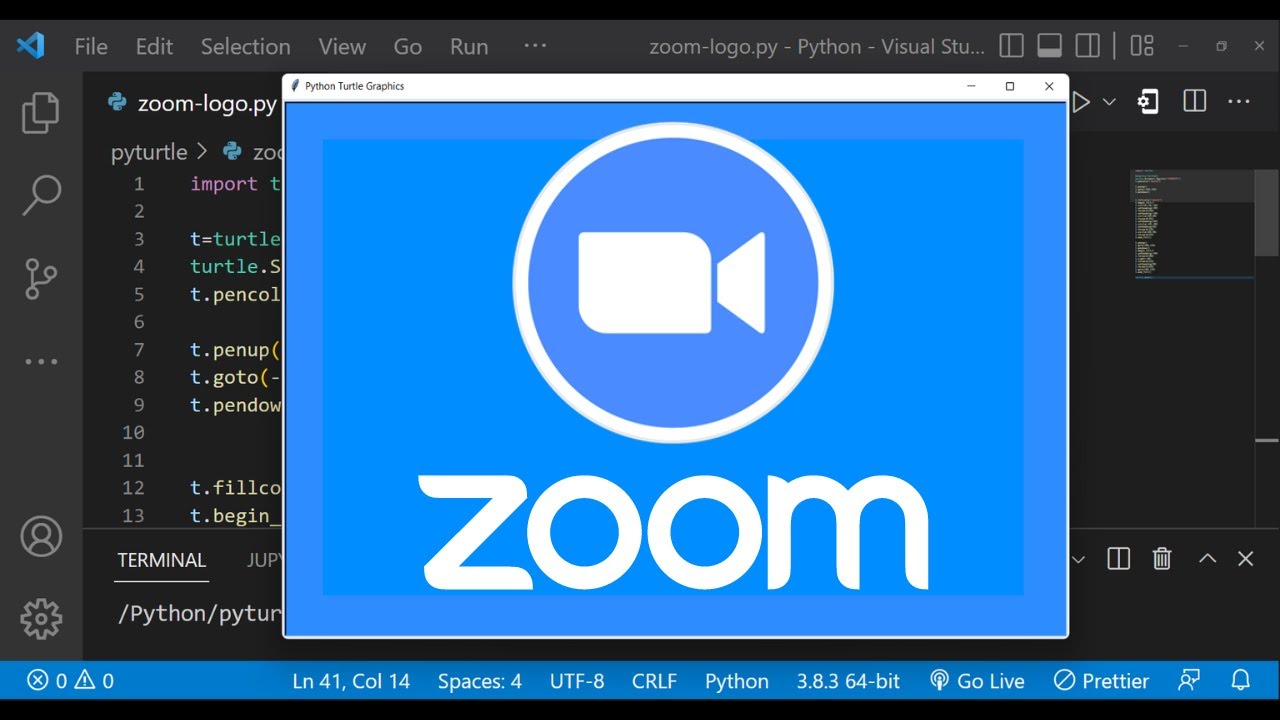 File Edit Selection View Go Run ··· zoom-logo.py - Python - Visual Stu...
zoom-logo.py
Python Turtle Graphics
pyturtle > zoo
1 import t
2
3 t=turtle
4 turtle.S
5 t.pencol
6
7 t.penup(
8 t.goto(-
9 t.pendow
10
11
12 t.fillco
13 t.begin_
zoom
TERMINAL JUPY
/Python/pytur
0 0 Ln 41, Col 14 Spaces: 4 UTF-8 CRLF Python 3.8.3 64-bit Go Live Prettier